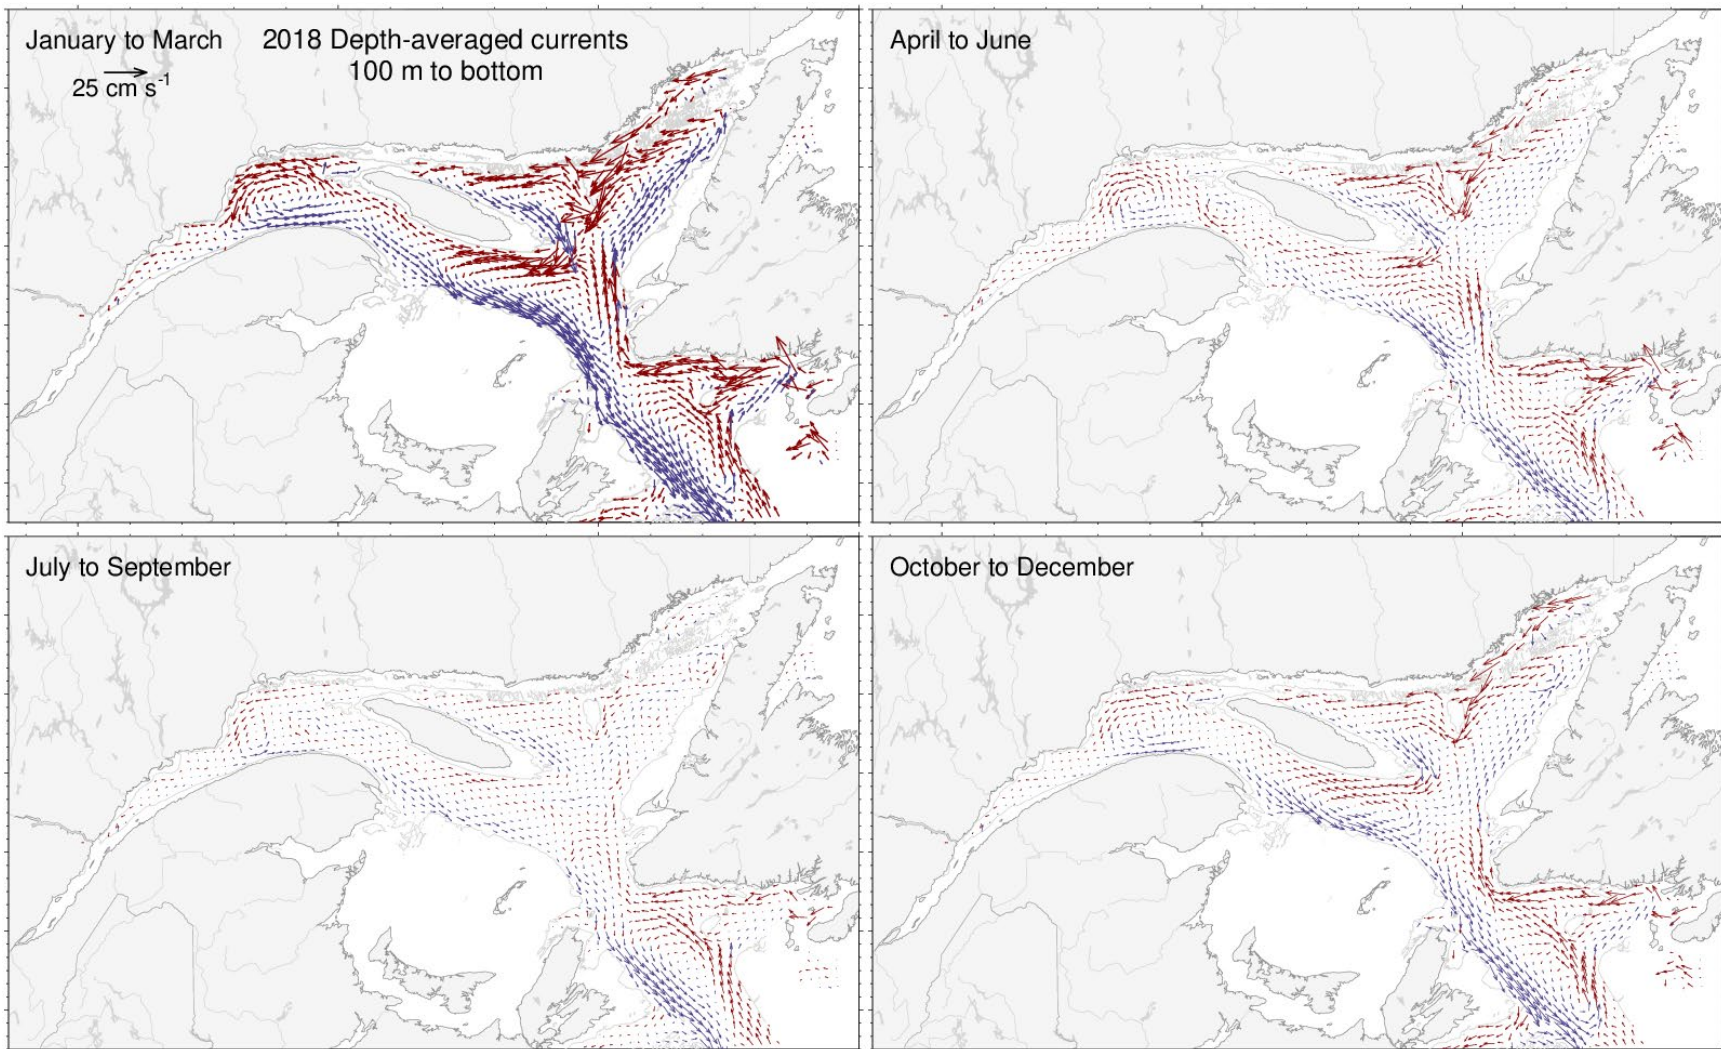 January to March
2018 Depth-averaged currents
100 m to bottom
25 cm s⁻¹
April to June
July to September
October to December